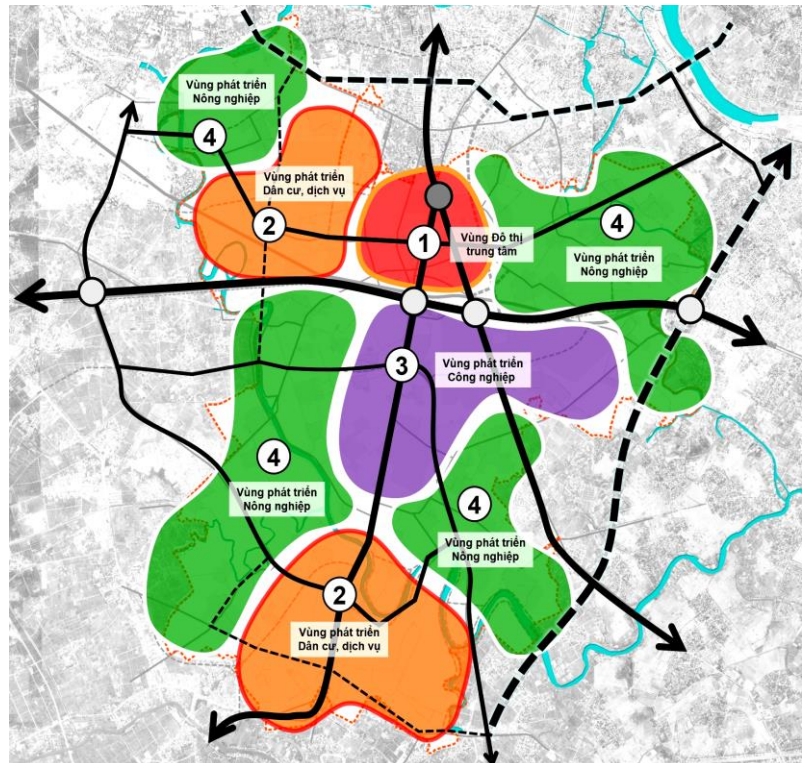 Vùng phát triển
Nông nghiệp
4
Vùng phát triển
Dân cư, dịch vụ
2
1
Vùng Đô thị
trung tâm
4
Vùng phát triển
Nông nghiệp
3
Vùng phát triển
Công nghiệp
4
Vùng phát triển
Nông nghiệp
4
Vùng phát triển
Nông nghiệp
2
Vùng phát triển
Dân cư, dịch vụ